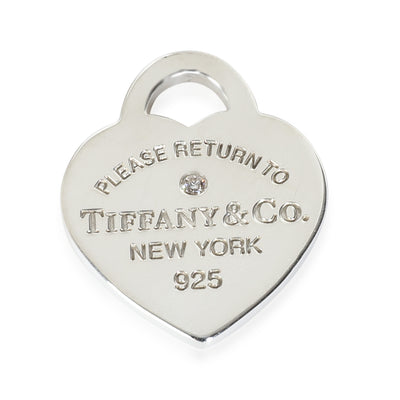 PLEASE RETURN TO
TIFFANY & CO.
NEW YORK
925